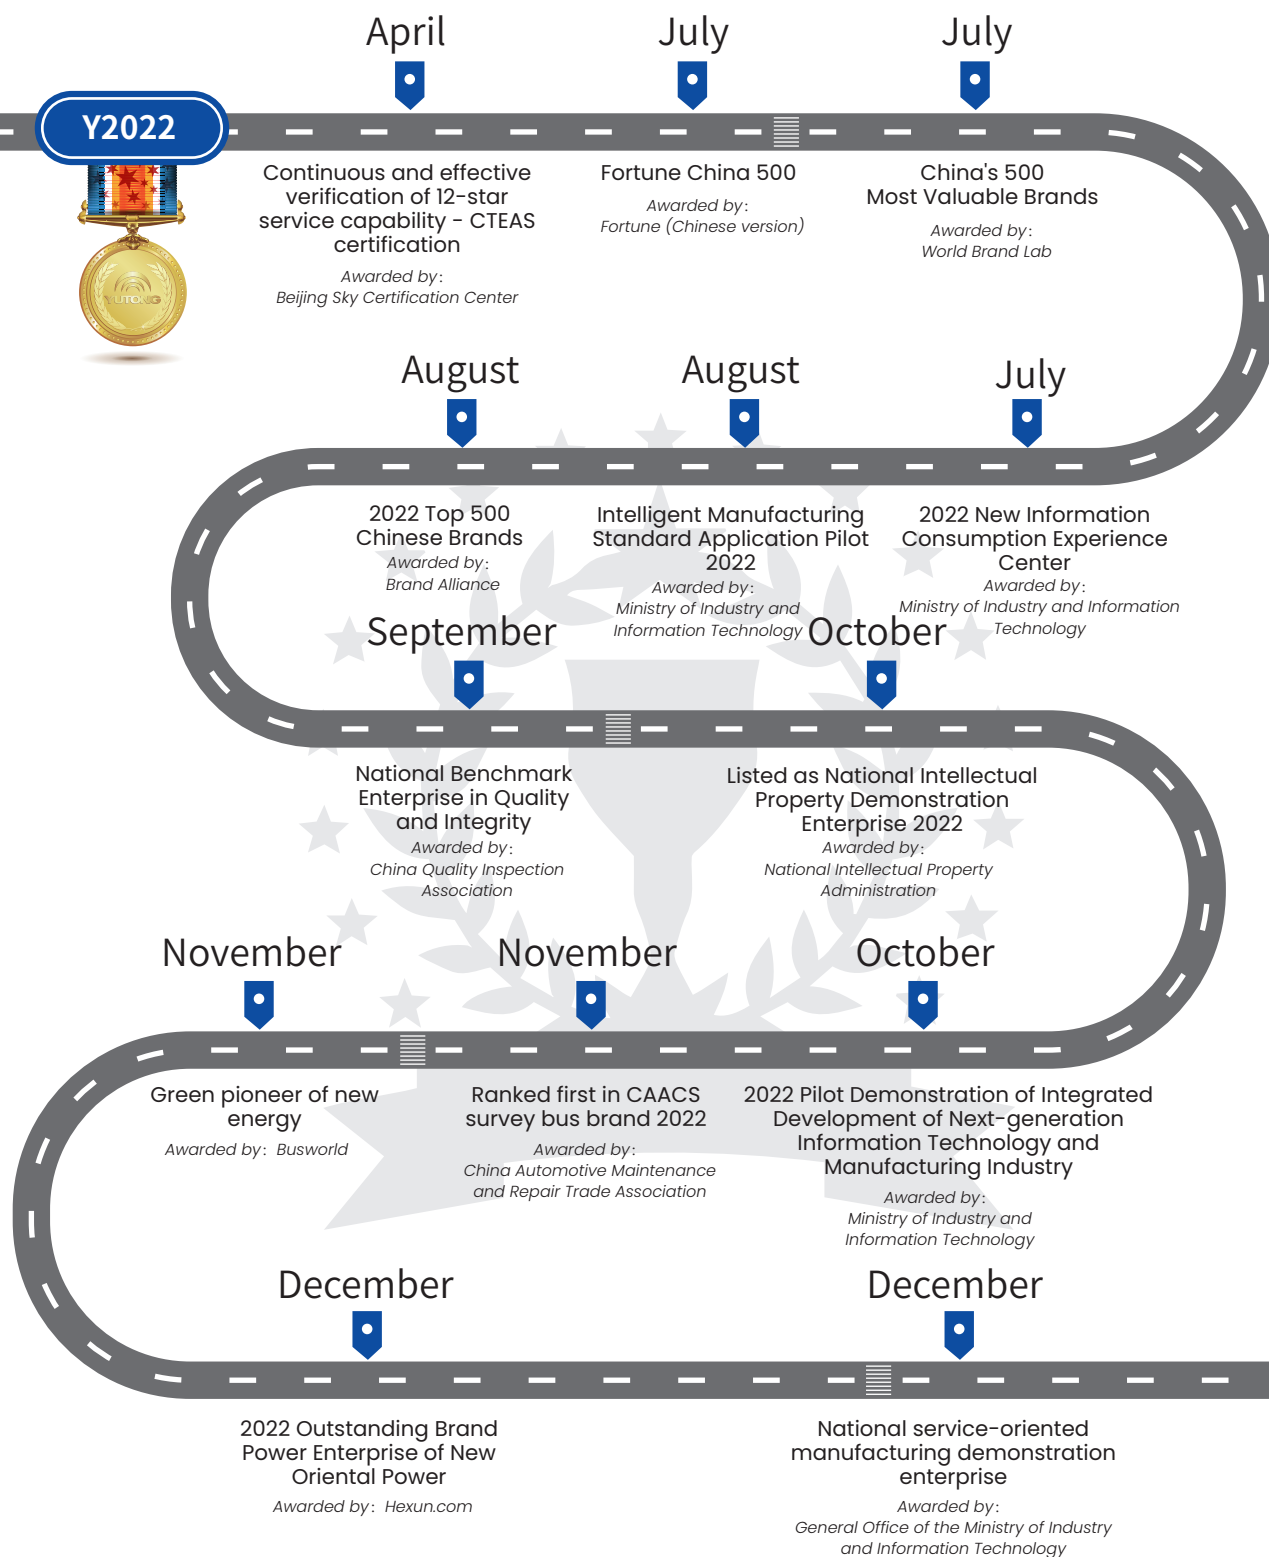 April
July
July
Y2022
Continuous and effective
verification of 12-star
service capability - CTEAS
certification
Awarded by:
Beijing Sky Certification Center
Fortune China 500
Awarded by:
Fortune (Chinese version)
China's 500
Most Valuable Brands
Awarded by:
World Brand Lab
YUTONG
August
August
July
2022 Top 500
Chinese Brands
Awarded by:
Brand Alliance
Intelligent Manufacturing
Standard Application Pilot
2022
Awarded by:
Ministry of Industry and
Information Technology
2022 New Information
Consumption Experience
Center
Awarded by:
Ministry of Industry and Information
Technology
September
October
National Benchmark
Enterprise in Quality
and Integrity
Awarded by:
China Quality Inspection
Association
Listed as National Intellectual
Property Demonstration
Enterprise 2022
Awarded by:
National Intellectual Property
Administration
November
November
October
Green pioneer of new
energy
Awarded by: Busworld
Ranked first in CAACS
survey bus brand 2022
Awarded by:
China Automotive Maintenance
and Repair Trade Association
2022 Pilot Demonstration of Integrated
Development of Next-generation
Information Technology and
Manufacturing Industry
Awarded by:
Ministry of Industry and
Information Technology
December
December
2022 Outstanding Brand
Power Enterprise of New
Oriental Power
Awarded by: Hexun.com
National service-oriented
manufacturing demonstration
enterprise
Awarded by:
General Office of the Ministry of Industry
and Information Technology